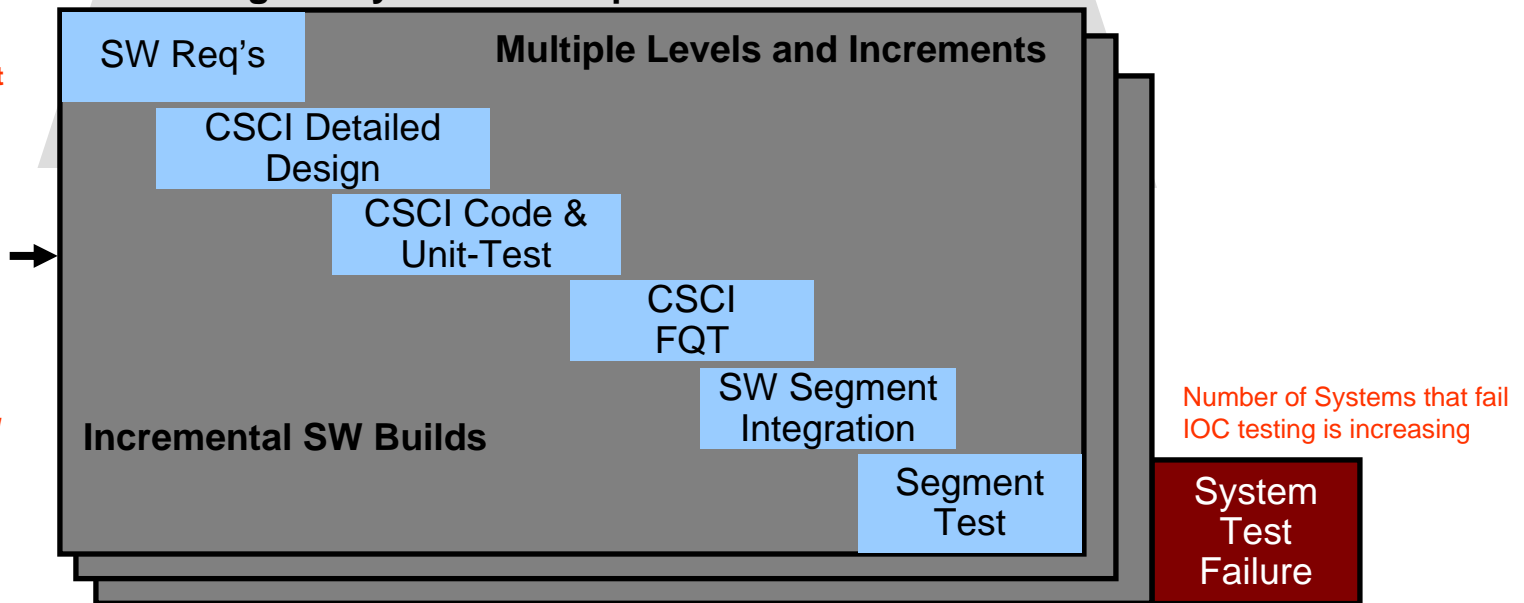 SW Req's
Multiple Levels and Increments
CSCI Detailed
Design
CSCI Code &
Unit-Test
CSCI
FQT
SW Segment
Integration
Incremental SW Builds
Segment
Test
Number of Systems that fail
IOC testing is increasing
System
Test
Failure